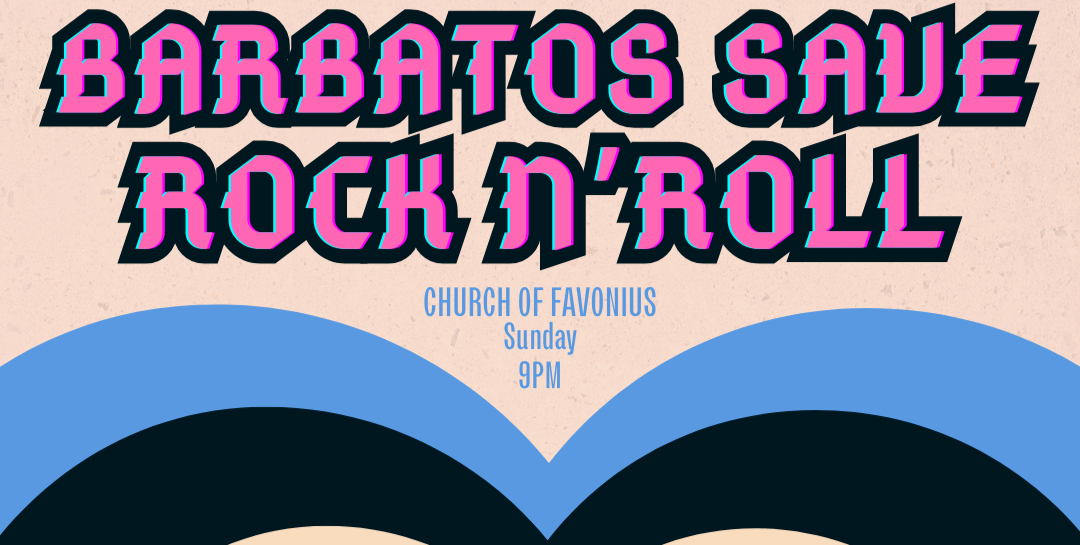 BARBATOS SAVE
ROCK N'ROLL
CHURCH OF FAVONIUS
Sunday
9PM